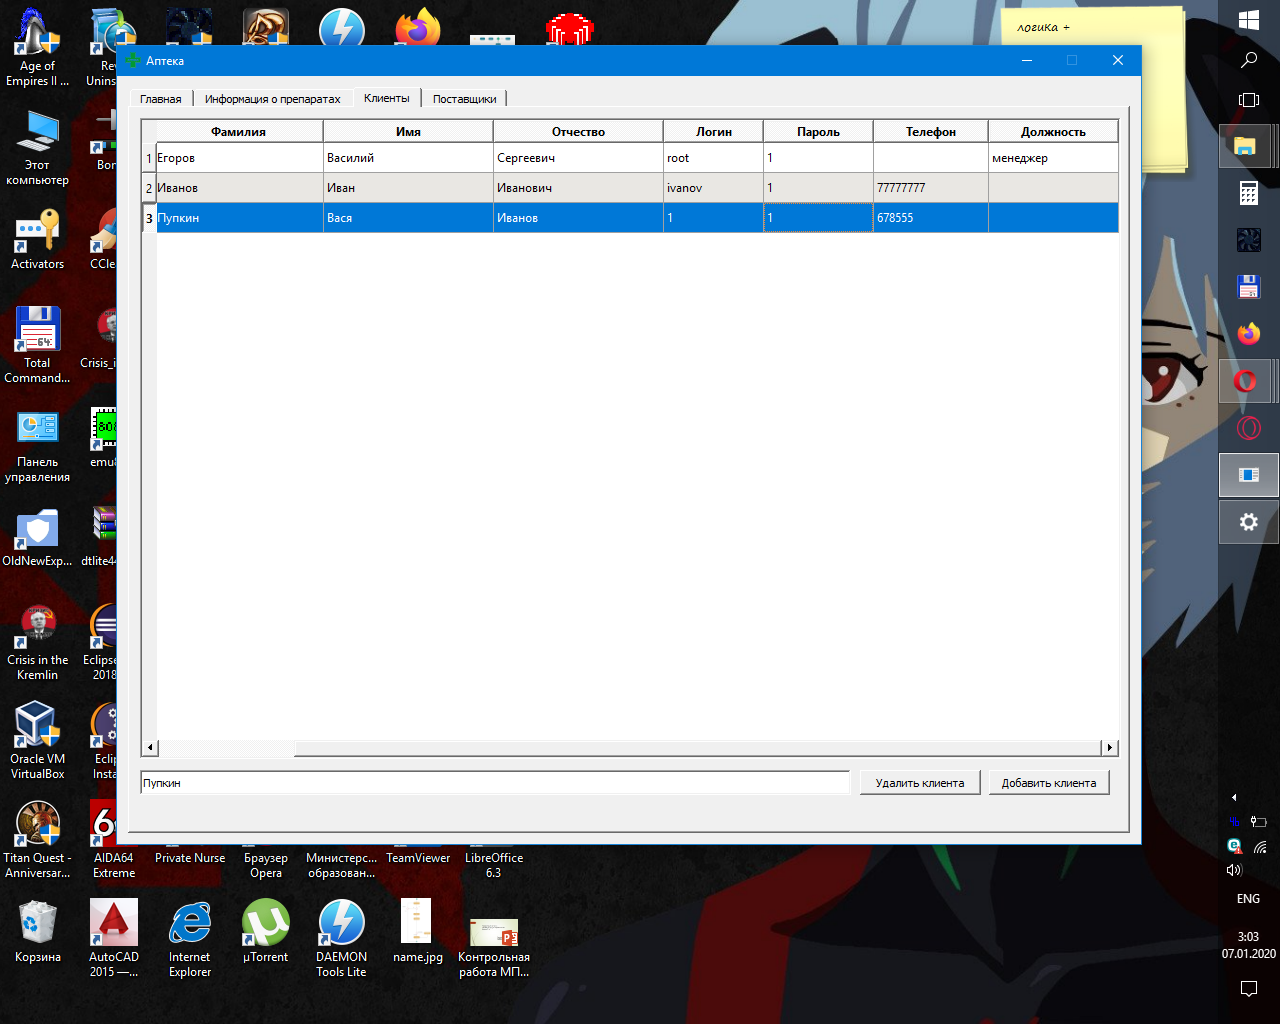 логика +
Age of
Empires II ...
Rev
Unins
Аптека
Главная
Информация о препаратах
Клиенты
Поставщики
Фамилия Имя Отчество Логин Пароль Телефон Должность
1 Егоров Василий Сергеевич root 1 менеджер
2 Иванов Иван Иванович ivanov 1 77777777
3 Пупкин Вася Иванов 1 1 678555
Пупкин
Удалить клиента
Добавить клиента
Этот
компьютер
Bor
Activators
CCle
Total
Command...
64
Crisis_i
Панель
управления
emu8
OldNewExp...
dtlite44
Crisis in the
Kremlin
Eclipse
2018
Oracle VM
VirtualBox
Eclip
Insta
Titan Quest -
Anniversar...
AIDA64
Extreme
Private Nurse
Браузер
Opera
Министерс...
образован...
TeamViewer
LibreOffice
6.3
Корзина
AutoCAD
2015 —...
Internet
Explorer
µTorrent
DAEMON
Tools Lite
name.jpg
Контрольная
работа МП...
ENG
3:03
07.01.2020